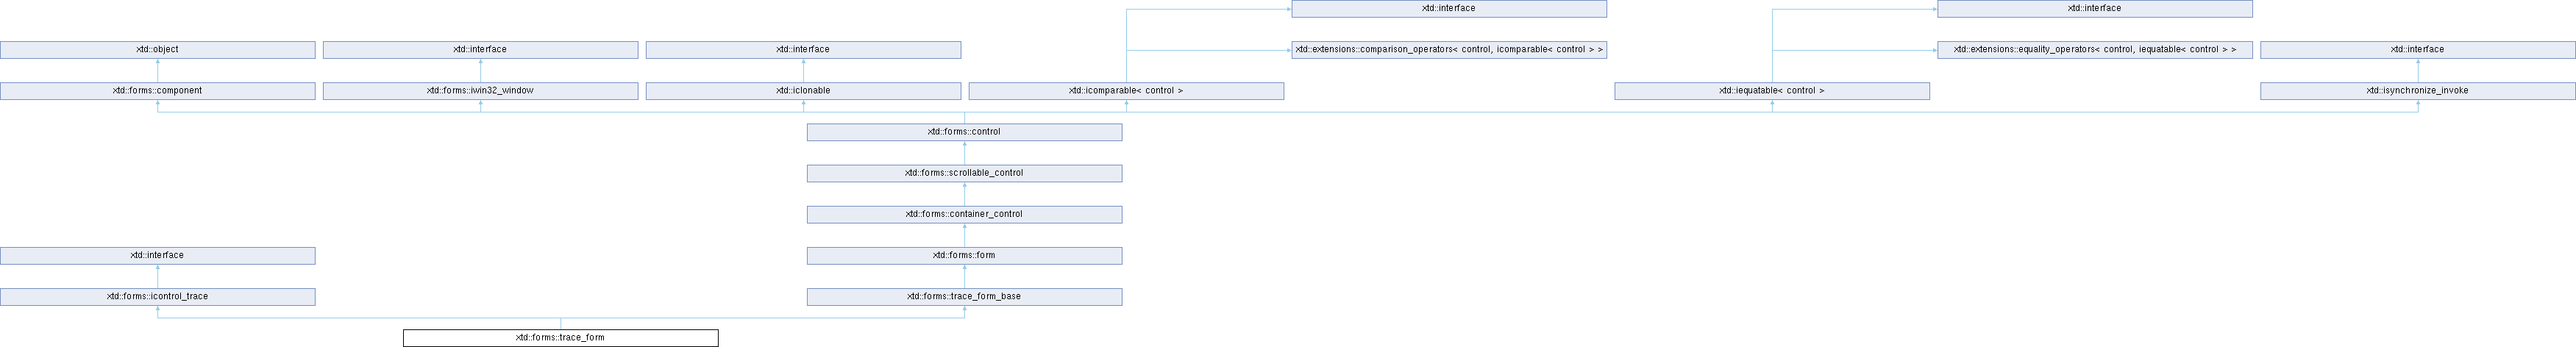 xtd::interface
xtd::interface
xtd::object
xtd::interface
xtd::interface
xtd::extensions::comparison_operators< control, icomparable< control > >
xtd::extensions::equality_operators< control, iequatable< control > >
xtd::interface
xtd::forms::component
xtd::forms::iwin32_window
xtd::iclonable
xtd::icomparable< control >
xtd::iequatable< control >
xtd::isynchronize_invoke
xtd::forms::control
xtd::forms::scrollable_control
xtd::forms::container_control
xtd::interface
xtd::forms::form
xtd::forms::icontrol_trace
xtd::forms::trace_form_base
xtd::forms::trace_form